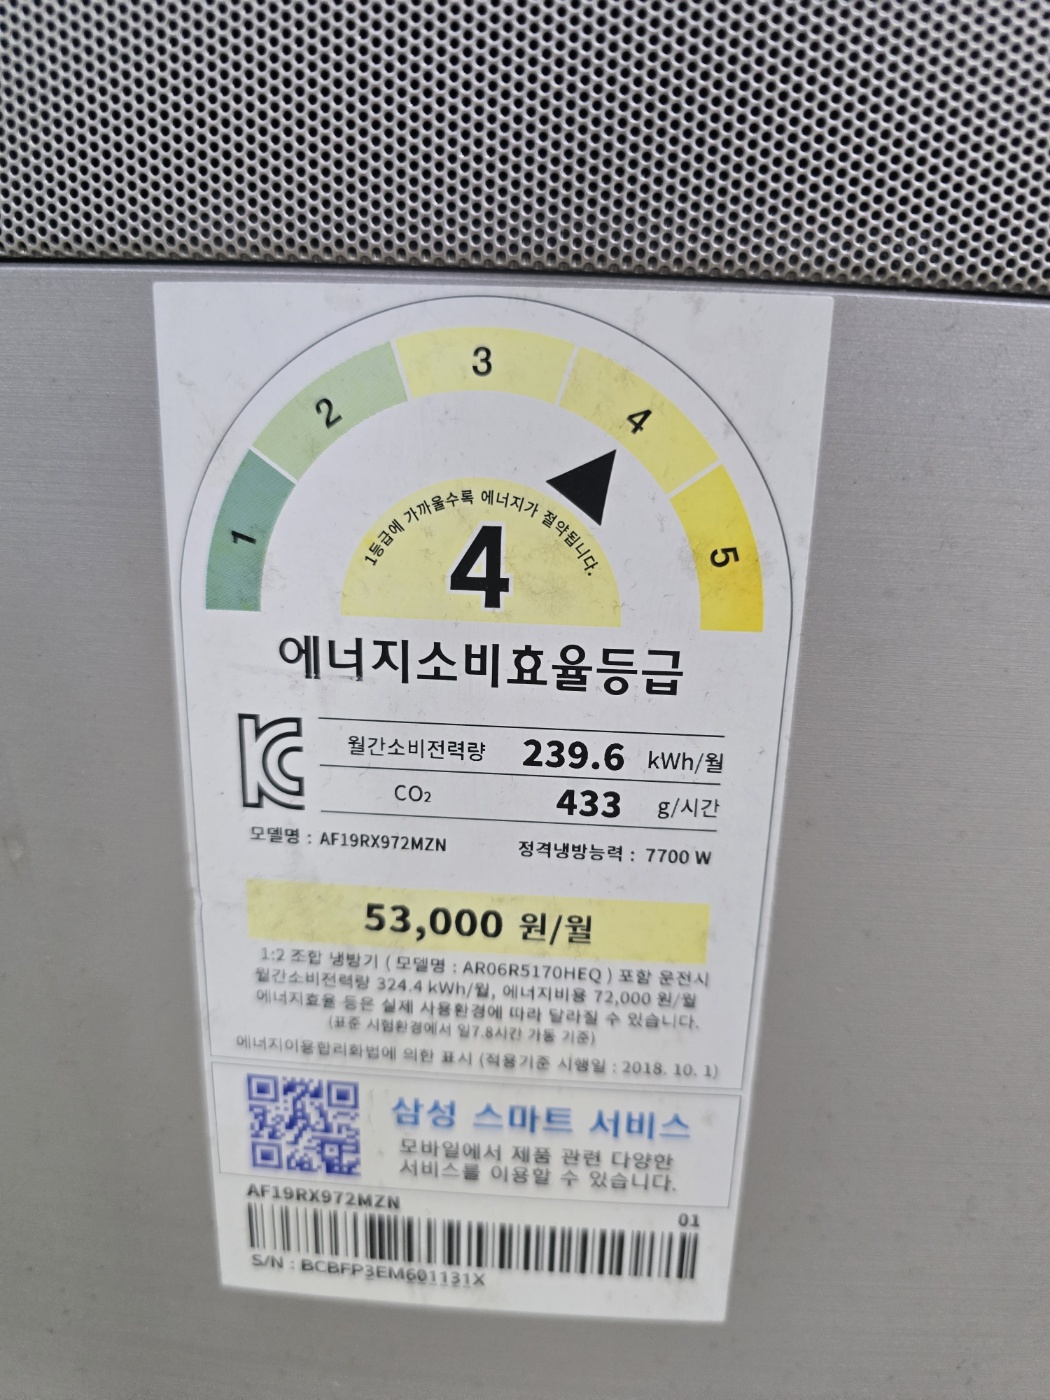 1
2
3
4
5
1등급에 가까울수록 에너지가 절약됩니다.
4
에너지소비효율등급
월간소비전력량 239.6 kWh/월
CO₂ 433 g/시간
모델명 : AF19RX972MZN 정격냉방능력 : 7700 W
53,000 원/월
1:2 조합 냉방기 ( 모델명 : AR06R5170HEQ ) 포함 운전시
월간소비전력량 324.4 kWh/월, 에너지비용 72,000 원/월
에너지효율 등은 실제 사용환경에 따라 달라질 수 있습니다.
(표준 시험환경에서 일7.8시간 가동 기준)
에너지이용합리화법에 의한 표시 (적용기준 시행일 : 2018. 10. 1)
삼성 스마트 서비스
모바일에서 제품 관련 다양한
서비스를 이용할 수 있습니다.
AF19RX972MZN 01
S/N : BCBFP3EM601131X